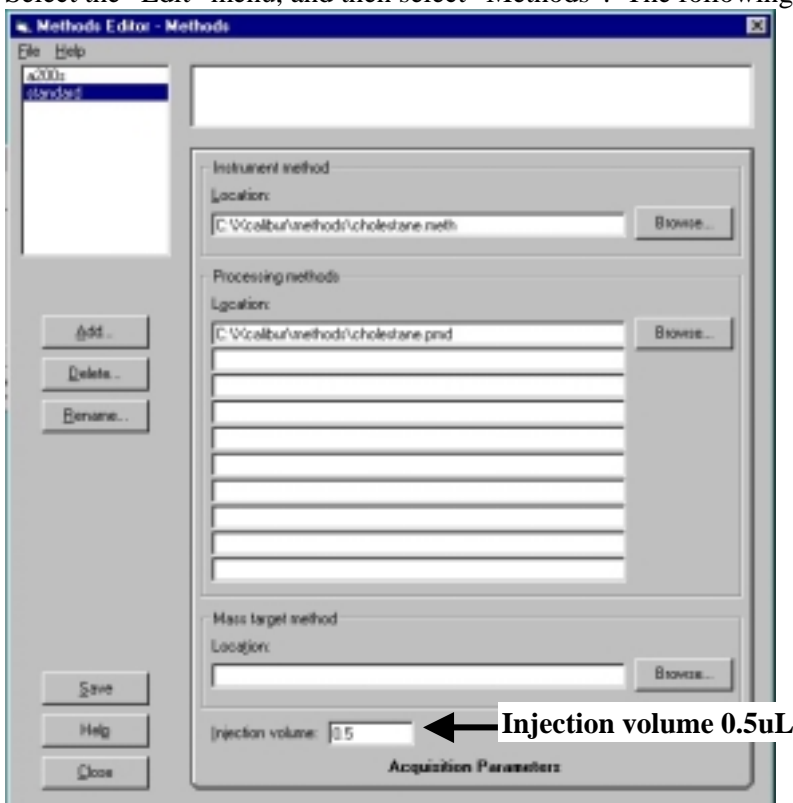 Select the "Edit" menu, and then select "Methods". The following
Methods Editor - Methods
File Help
a200s
standard
Instrument method
Location:
C:\Xcalibur\methods\cholestane.meth
Browse...
Processing methods
Location:
C:\Xcalibur\methods\cholestane.pmd
Browse...
Add...
Delete...
Rename...
Mass target method
Location:
Browse...
Save
Help
Close
Injection volume: 0.5
Injection volume 0.5uL
Acquisition Parameters